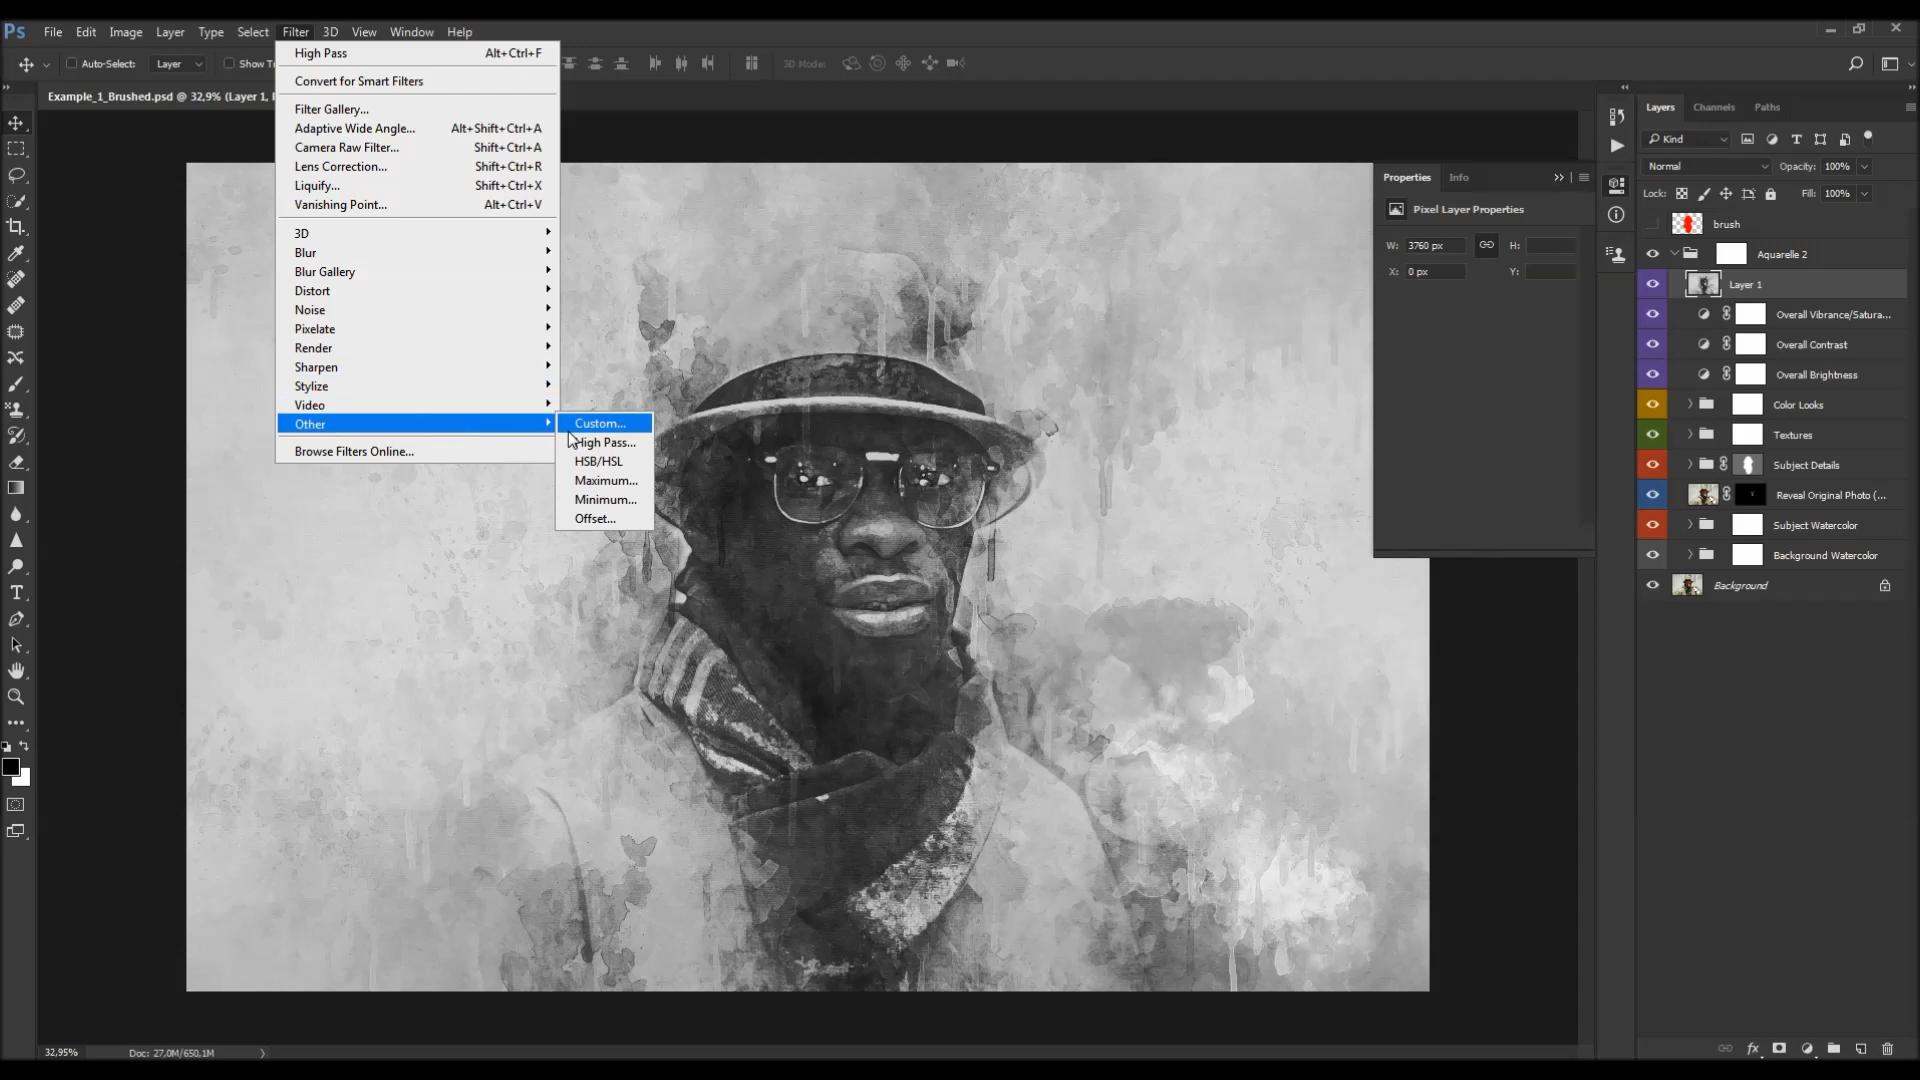 Ps File Edit Image Layer Type Select Filter 3D View Window Help
Auto-Select: Layer Show 3D Mode:
Example_1_Brushed.psd @ 32,9% (Layer 1,
High Pass Alt+Ctrl+F
Convert for Smart Filters
Filter Gallery...
Adaptive Wide Angle... Alt+Shift+Ctrl+A
Camera Raw Filter... Shift+Ctrl+A
Lens Correction... Shift+Ctrl+R
Liquify... Shift+Ctrl+X
Vanishing Point... Alt+Ctrl+V
3D
Blur
Blur Gallery
Distort
Noise
Pixelate
Render
Sharpen
Stylize
Video
Other
Browse Filters Online...
Custom...
High Pass...
HSB/HSL
Maximum...
Minimum...
Offset...
Properties Info
Pixel Layer Properties
W: 3760 px H:
X: 0 px Y:
Layers Channels Paths
Kind
Normal Opacity: 100%
Lock: Fill: 100%
brush
Aquarelle 2
Layer 1
Overall Vibrance/Satura...
Overall Contrast
Overall Brightness
Color Looks
Textures
Subject Details
Reveal Original Photo (...
Subject Watercolor
Background Watercolor
Background
32,95% Doc: 27,0M/650,1M
fx